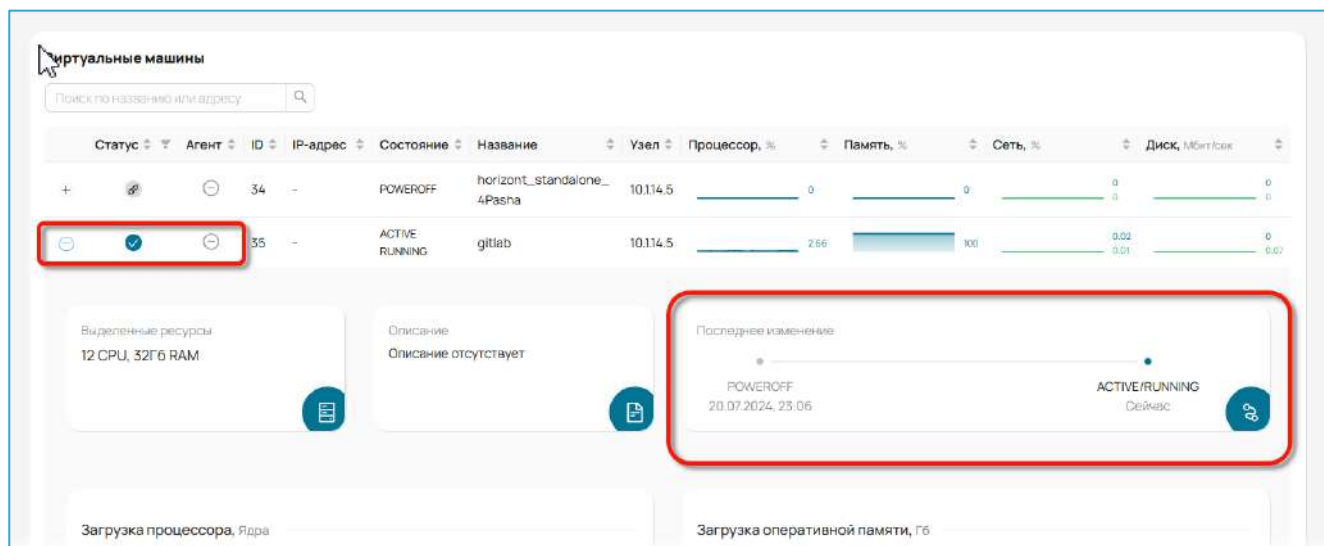 виртуальные машины
Поиск по названию или адресу
Статус Агент ID IP-адрес Состояние Название Узел Процессор, % Память, % Сеть, % Диск, Мбит/сек
+ 34 - POWEROFF horizont_standalone_ 10.1.14.5 0 0 0 0
4Pasha 0 0
35 - ACTIVE gitlab 10.1.14.5 2.66 100 0.02 0
RUNNING 0.01 0.07
Выделенные ресурсы
12 CPU, 32Гб RAM
Описание
Описание отсутствует
Последнее изменение
POWEROFF ACTIVE/RUNNING
20.07.2024, 23:06 Сейчас
Загрузка процессора, Ядра
Загрузка оперативной памяти, Гб